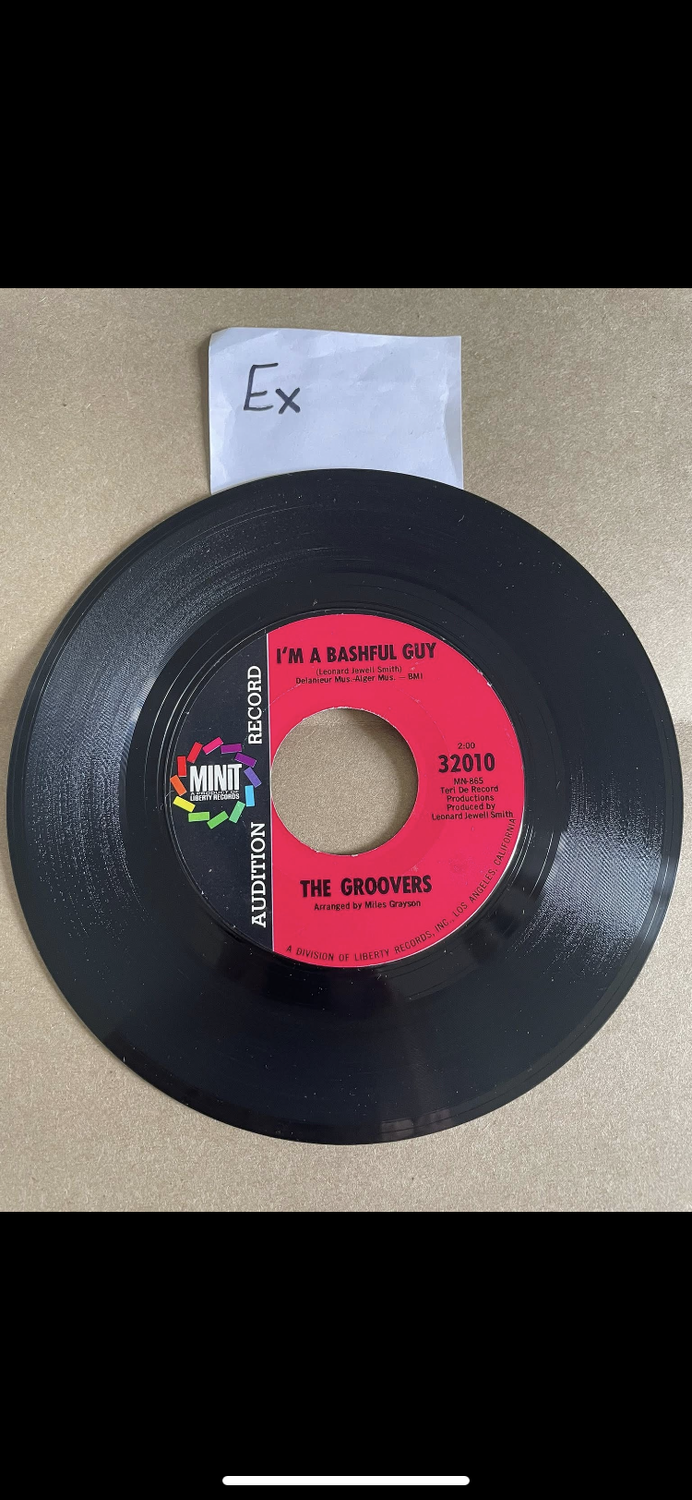 Ex
I'M A BASHFUL GUY
(Leonard Jewell Smith)
Delanieur Mus.-Alger Mus. — BMI
AUDITION RECORD
MINIT
A PRODUCT OF
LIBERTY RECORDS
2:00
32010
MN-865
Teri De Record
Productions
Produced by
Leonard Jewell Smith
THE GROOVERS
Arranged by Miles Grayson
A DIVISION OF LIBERTY RECORDS, INC., LOS ANGELES, CALIFORNIA